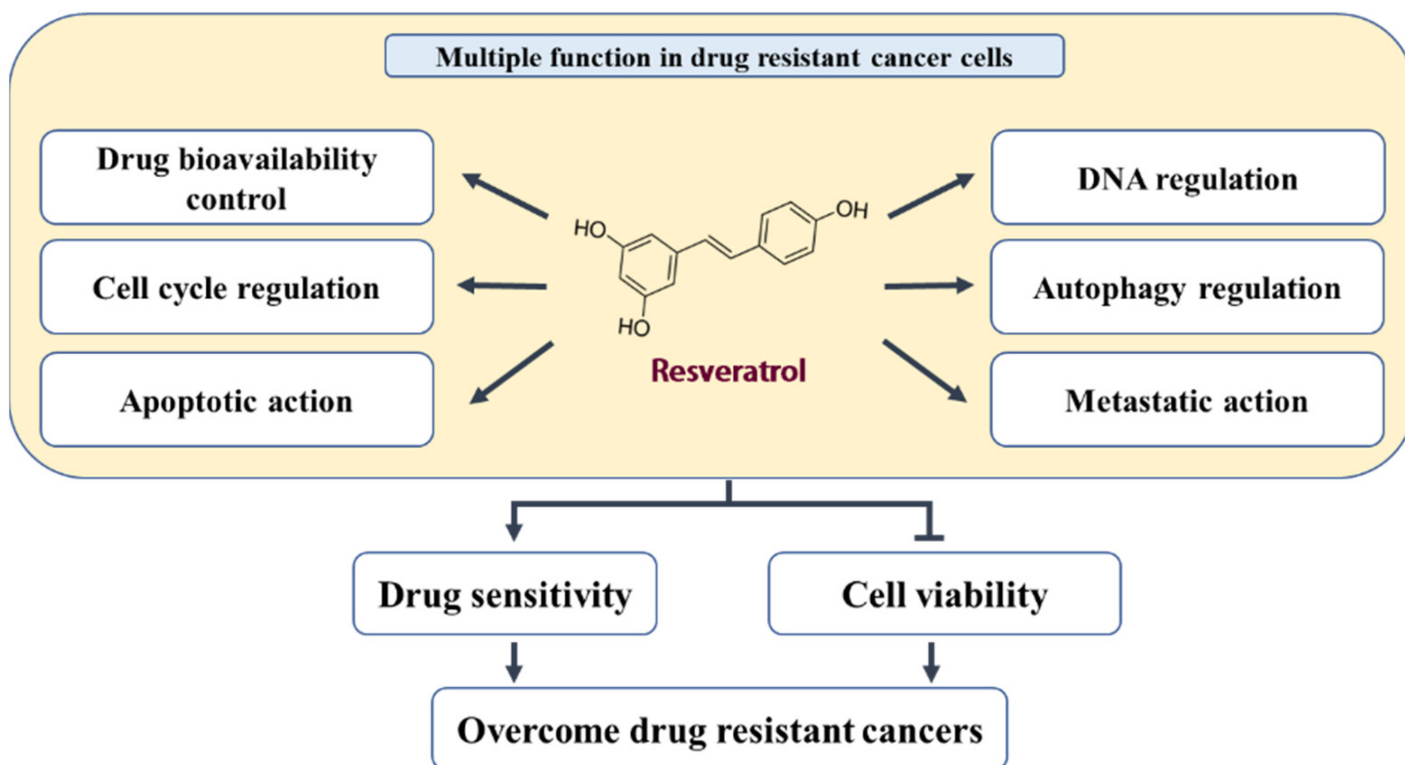 Multiple function in drug resistant cancer cells
Drug bioavailability
control
DNA regulation
Cell cycle regulation
Autophagy regulation
Apoptotic action
Metastatic action
HO
OH
HO
Resveratrol
Drug sensitivity
Cell viability
Overcome drug resistant cancers